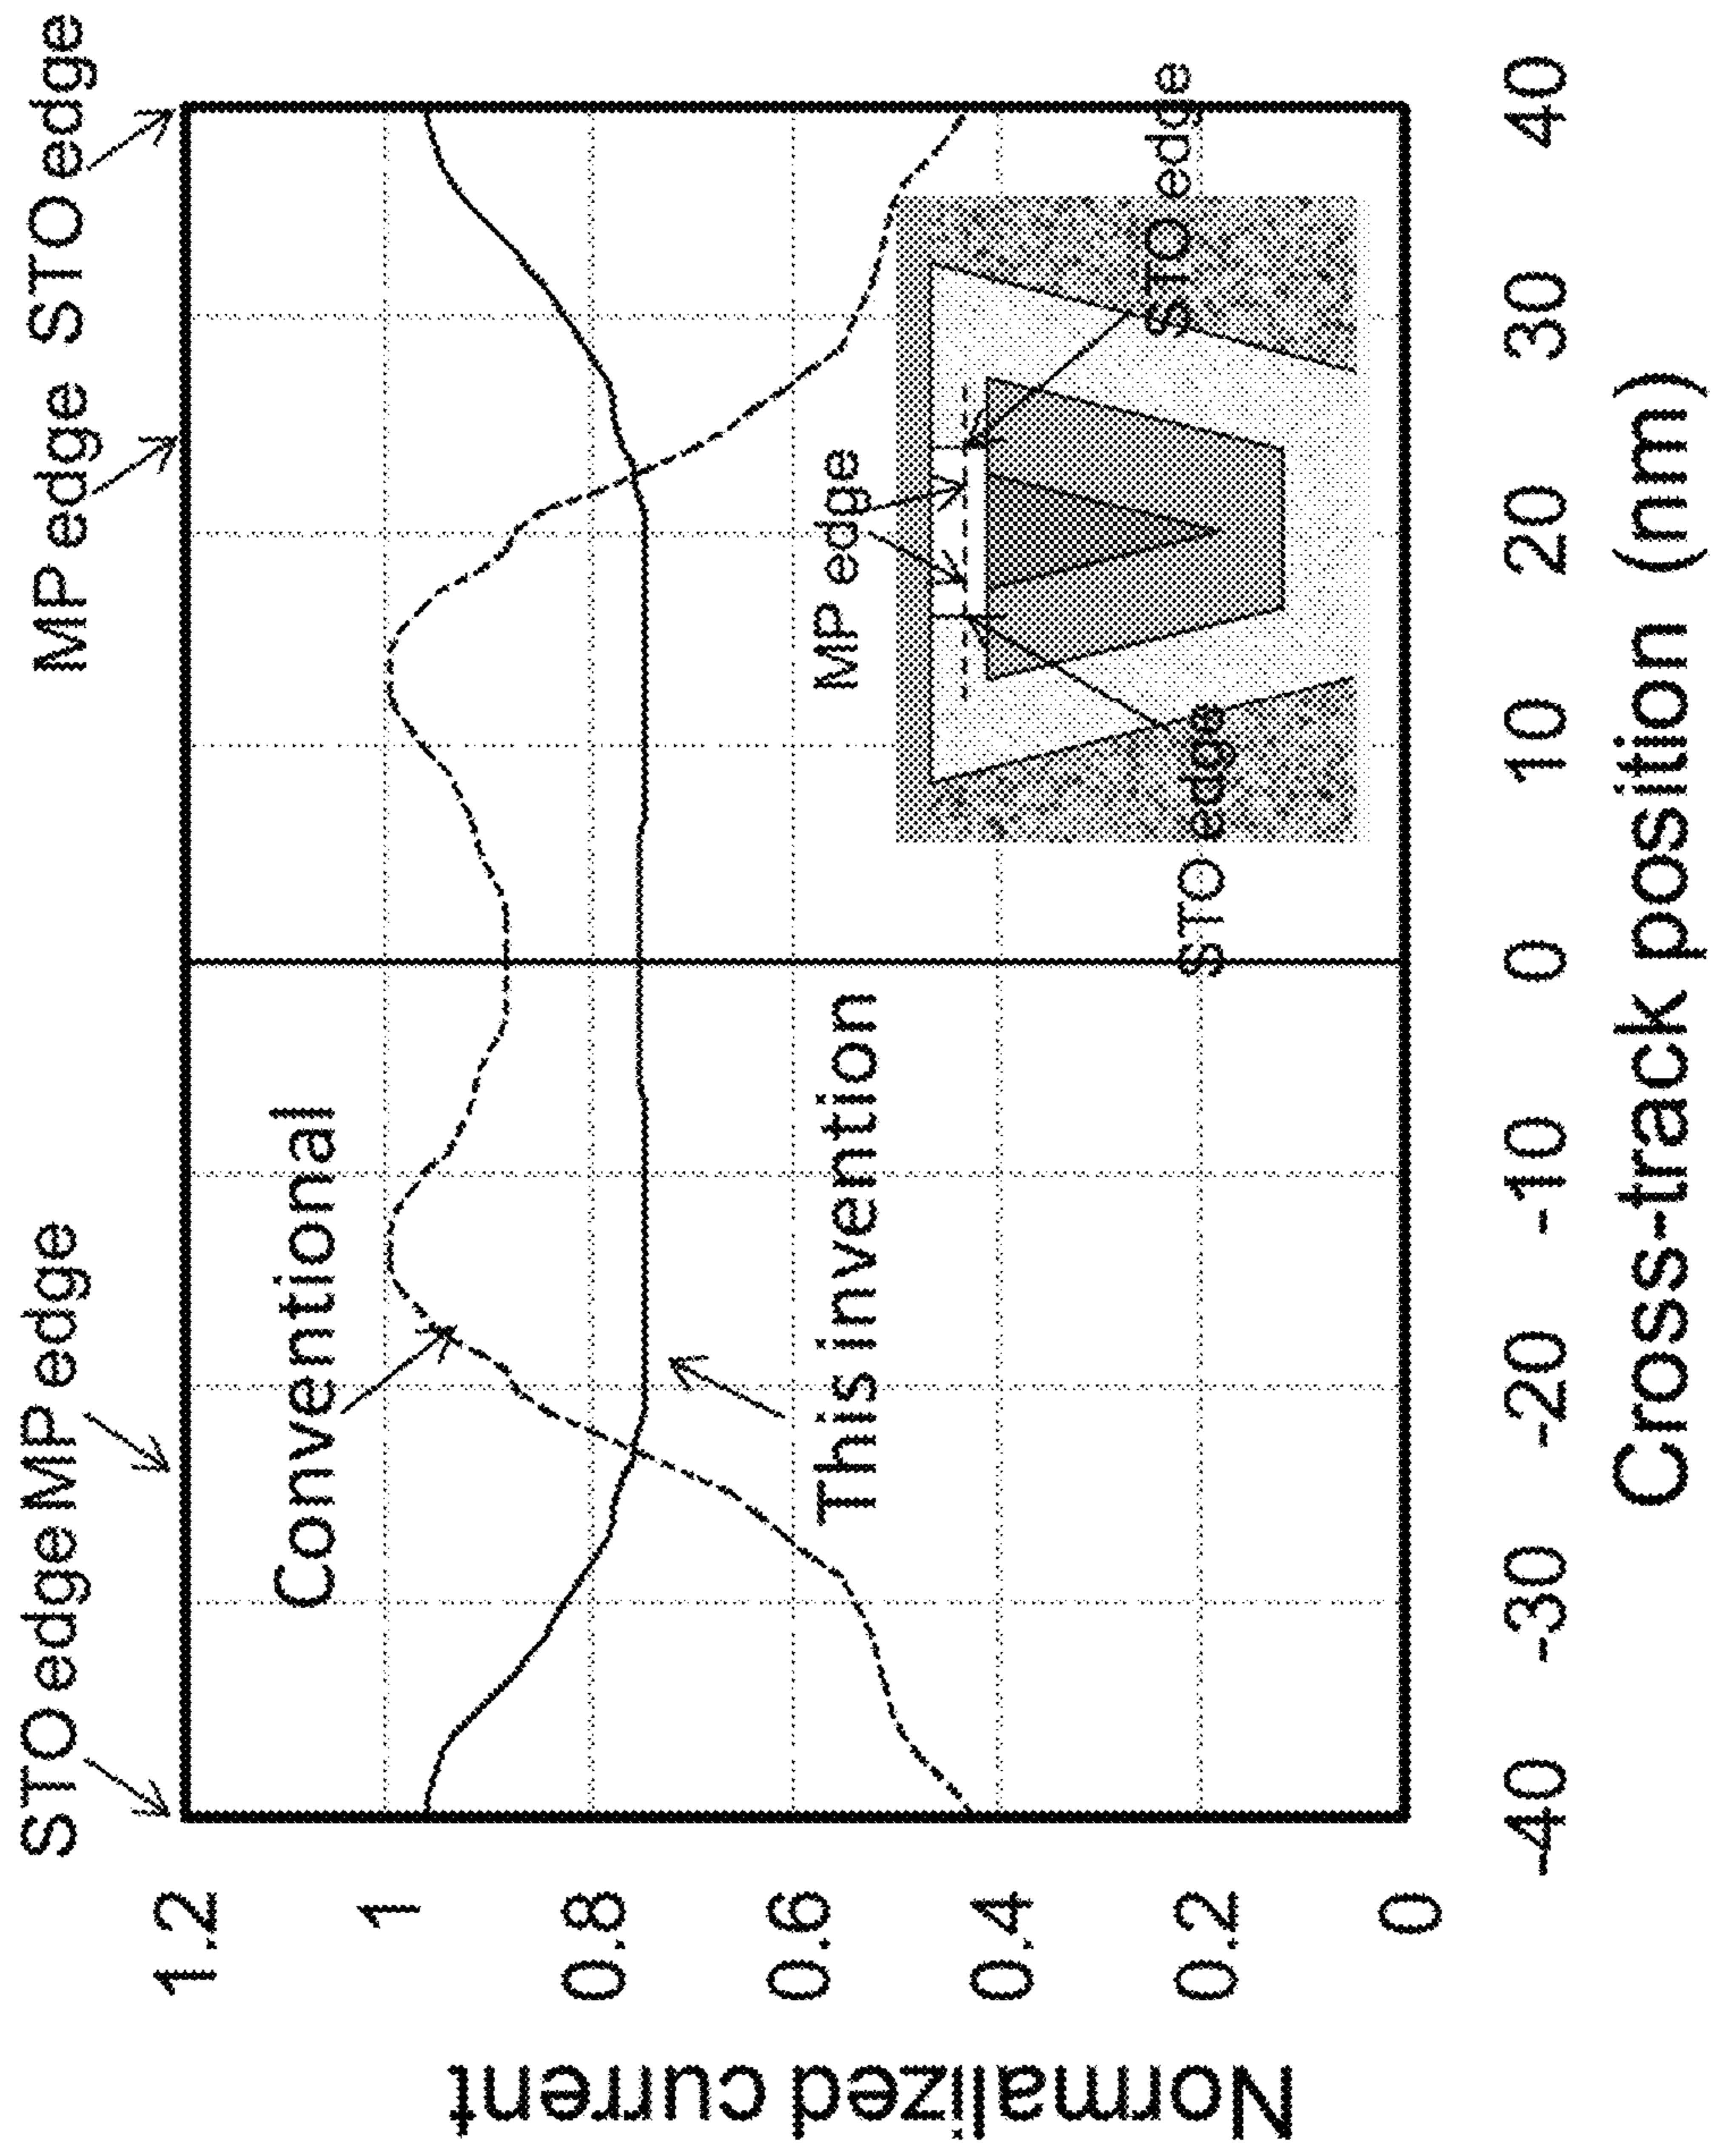 STO edge MP edge
MP edge STO edge
Normalized current
1.2
1
0.8
0.6
0.4
0.2
0
Conventional
This invention
MP edge
STO edge
STO edge
-40
-30
-20
-10
0
10
20
30
40
Cross-track position (nm)